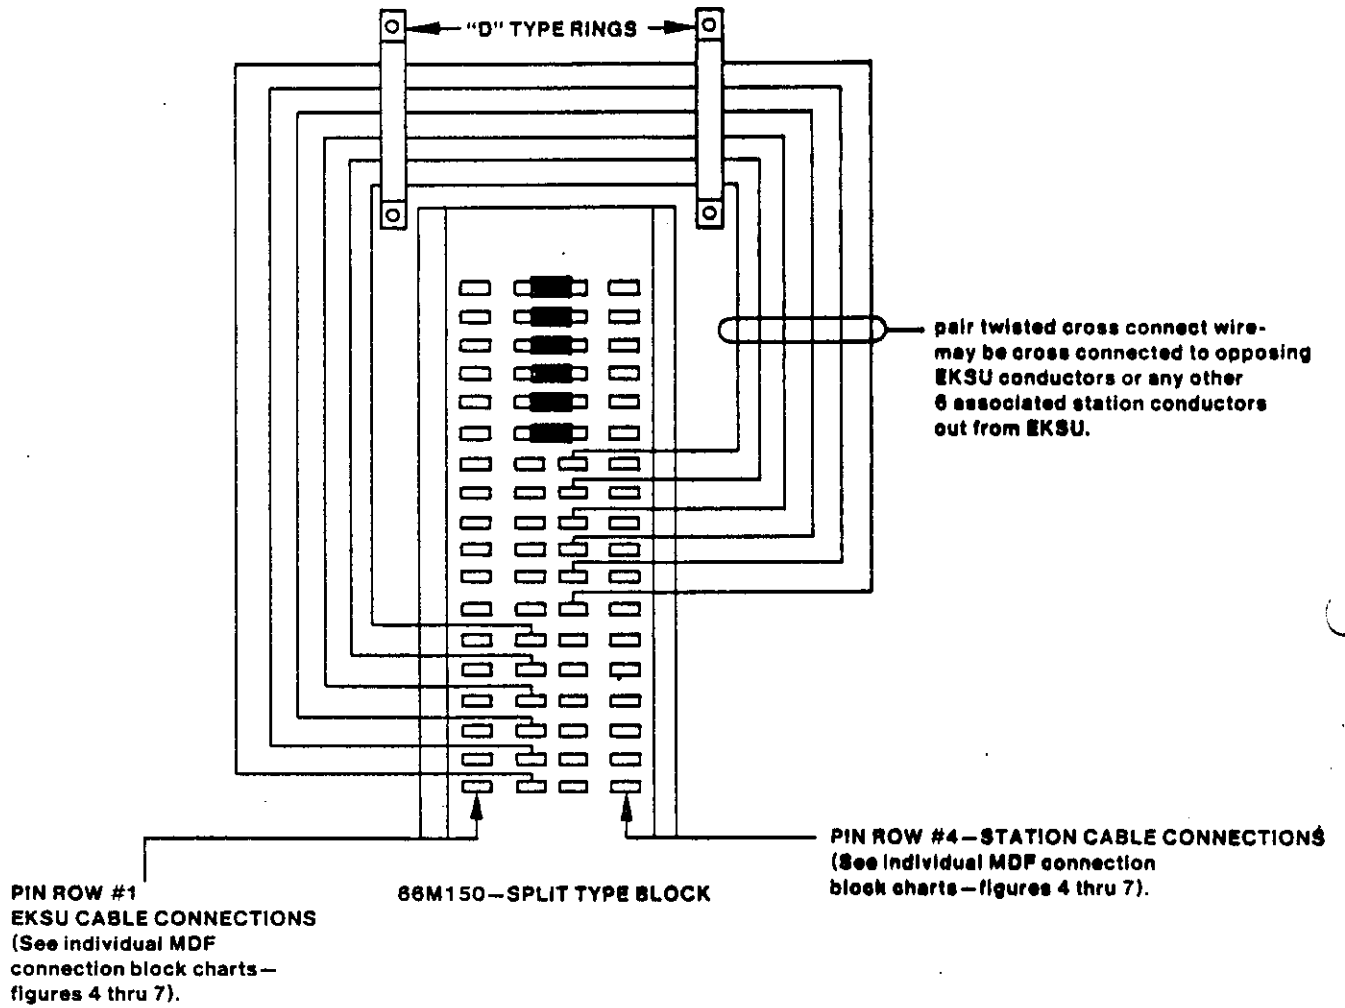 "D" TYPE RINGS
pair twisted cross connect wire-
may be cross connected to opposing
EKSU conductors or any other
6 associated station conductors
out from EKSU.
PIN ROW #4—STATION CABLE CONNECTIONS
(See individual MDF connection
block charts—figures 4 thru 7).
66M150—SPLIT TYPE BLOCK
PIN ROW #1
EKSU CABLE CONNECTIONS
(See individual MDF
connection block charts—
figures 4 thru 7).